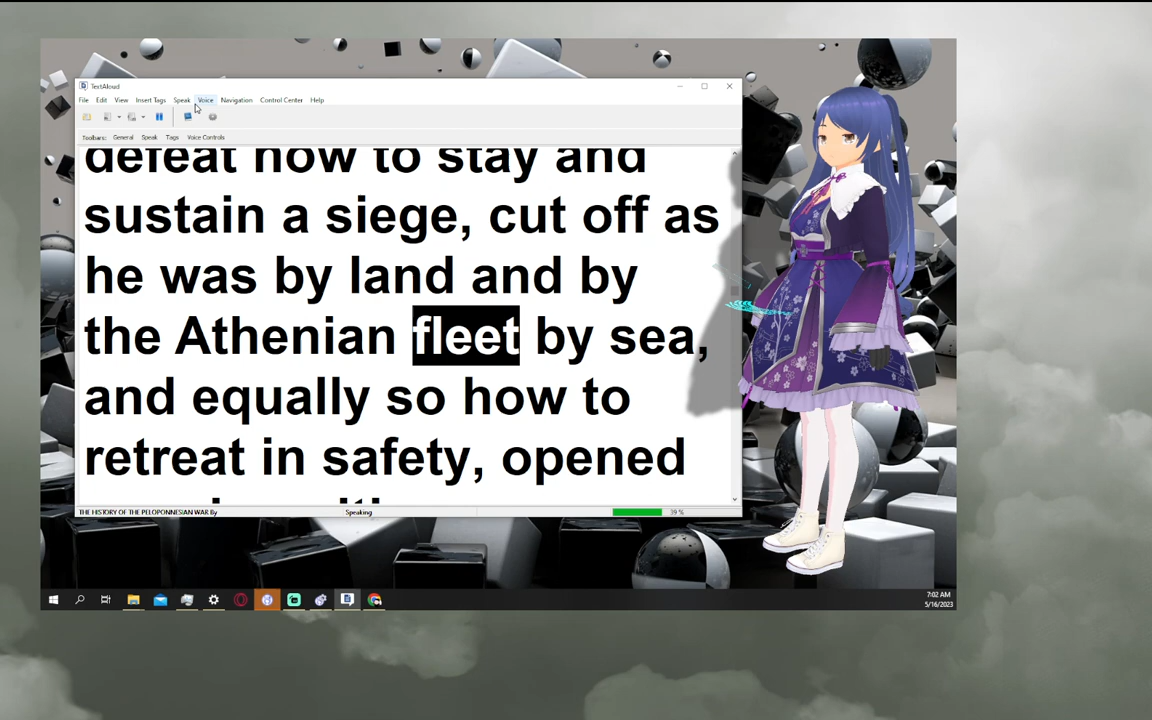 TextAloud
File Edit View Insert Tags Speak Voice Navigation Control Center Help
Toolbars: General Speak Tags Voice Controls
defeat how to stay and
sustain a siege, cut off as
he was by land and by
the Athenian fleet by sea,
and equally so how to
retreat in safety, opened
THE HISTORY OF THE PELOPONNESIAN WAR By Speaking 39 %
7:02 AM
5/16/2023